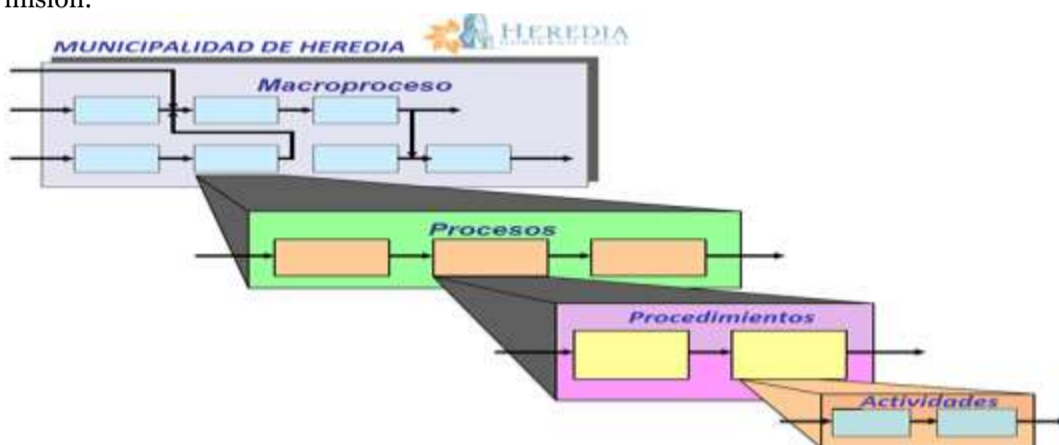 misión.
HEREDIA
MUNICIPALIDAD DE HEREDIA
Macroproceso
Procesos
Procedimientos
Actividades